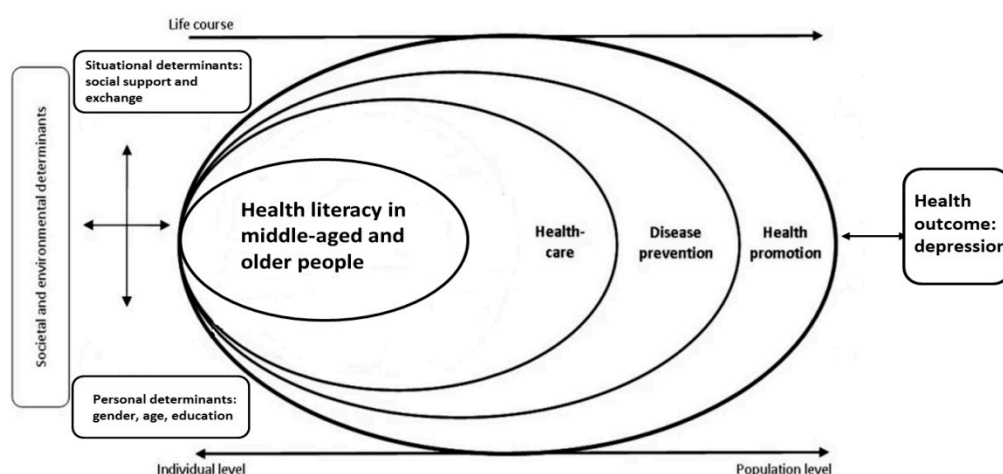 Life course
Situational determinants:
social support and
exchange
Societal and environmental determinants
Health literacy in
middle-aged and
older people
Health-
care
Disease
prevention
Health
promotion
Health
outcome:
depression
Personal determinants:
gender, age, education
Individual level
Population level